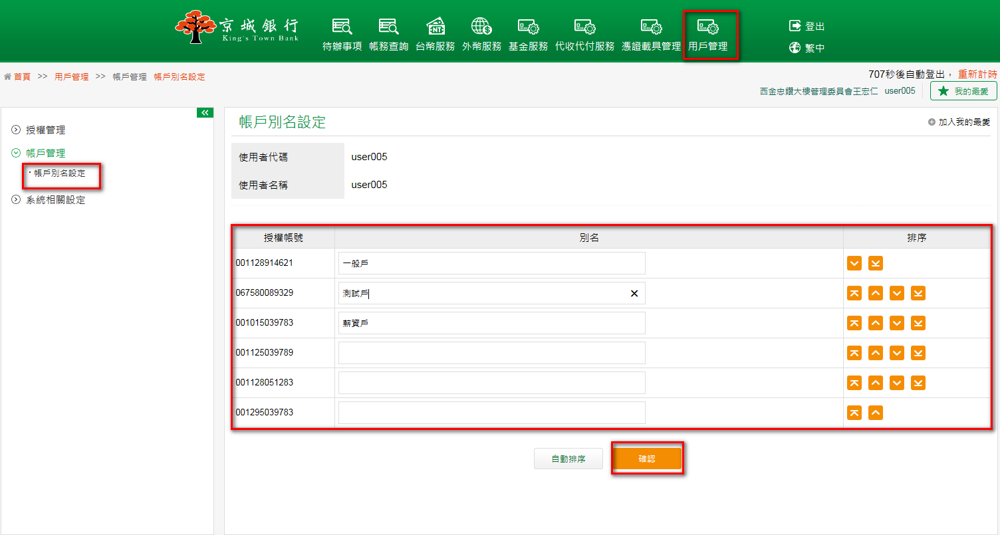 京城銀行
King's Town Bank
待辦事項 帳務查詢 台幣服務 外幣服務 基金服務 代收代付服務 憑證載具管理 用戶管理
NT $
登出
繁中
首頁 >> 用戶管理 >> 帳戶管理 帳戶別名設定
707秒後自動登出， 重新計時
西金忠鑽大樓管理委員會王宏仁 user005
我的最愛
授權管理
帳戶管理
帳戶別名設定
系統相關設定
帳戶別名設定
加入我的最愛
使用者代碼 user005
使用者名稱 user005
授權帳號 別名 排序
001128914621 一般戶
067580089329 測試戶
001015039783 薪資戶
001125039789
001128051283
001295039783
自動排序 確認